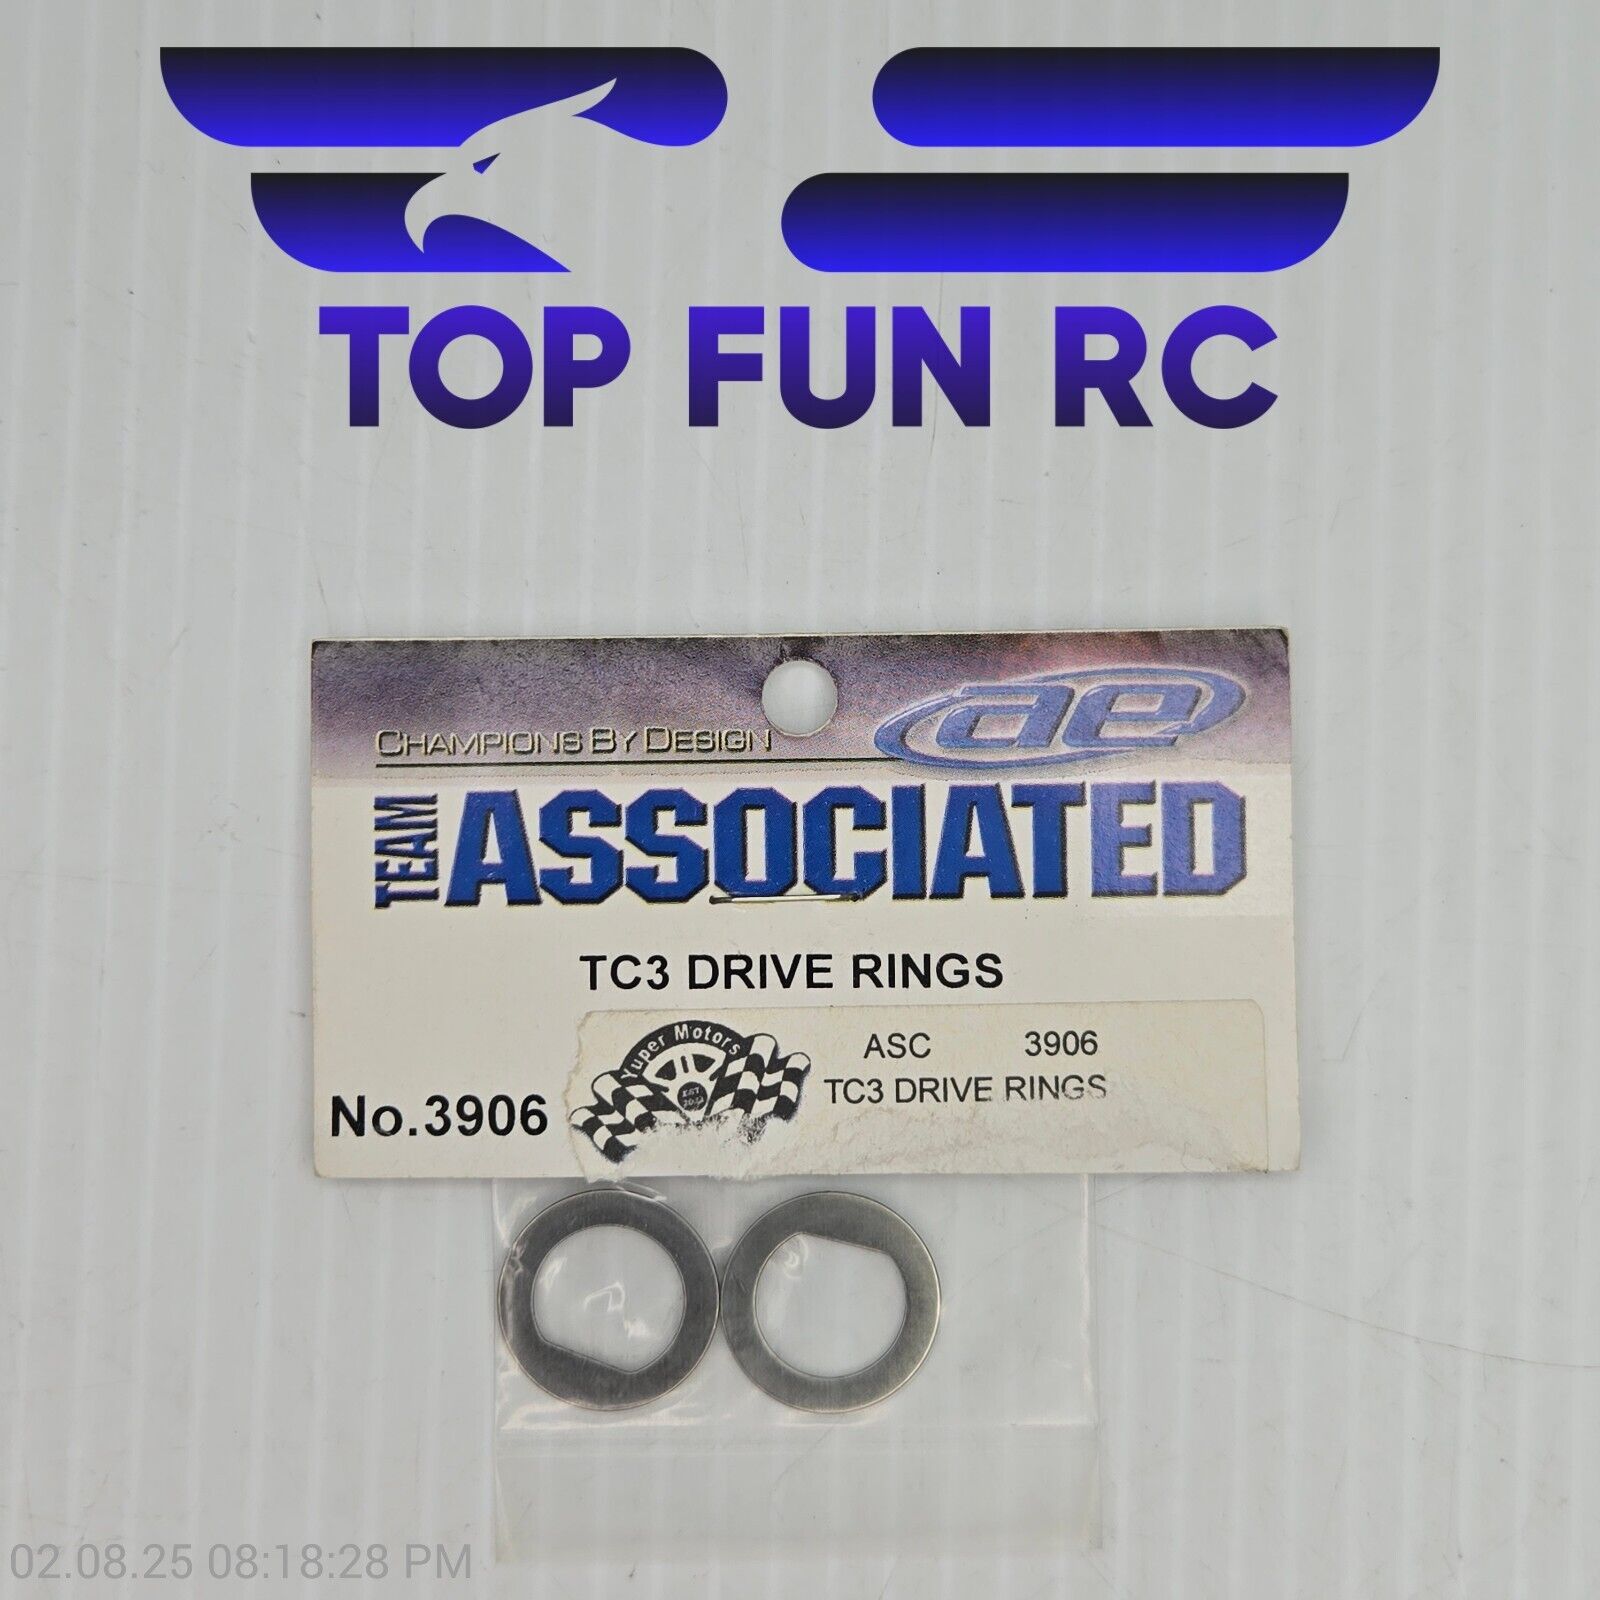 TOP FUN RC
CHAMPIONS BY DESIGN
ae
TEAM ASSOCIATED
TC3 DRIVE RINGS
No.3906
Yuper Motors
EST
ASC 3906
TC3 DRIVE RINGS
02.08.25 08:18:28 PM